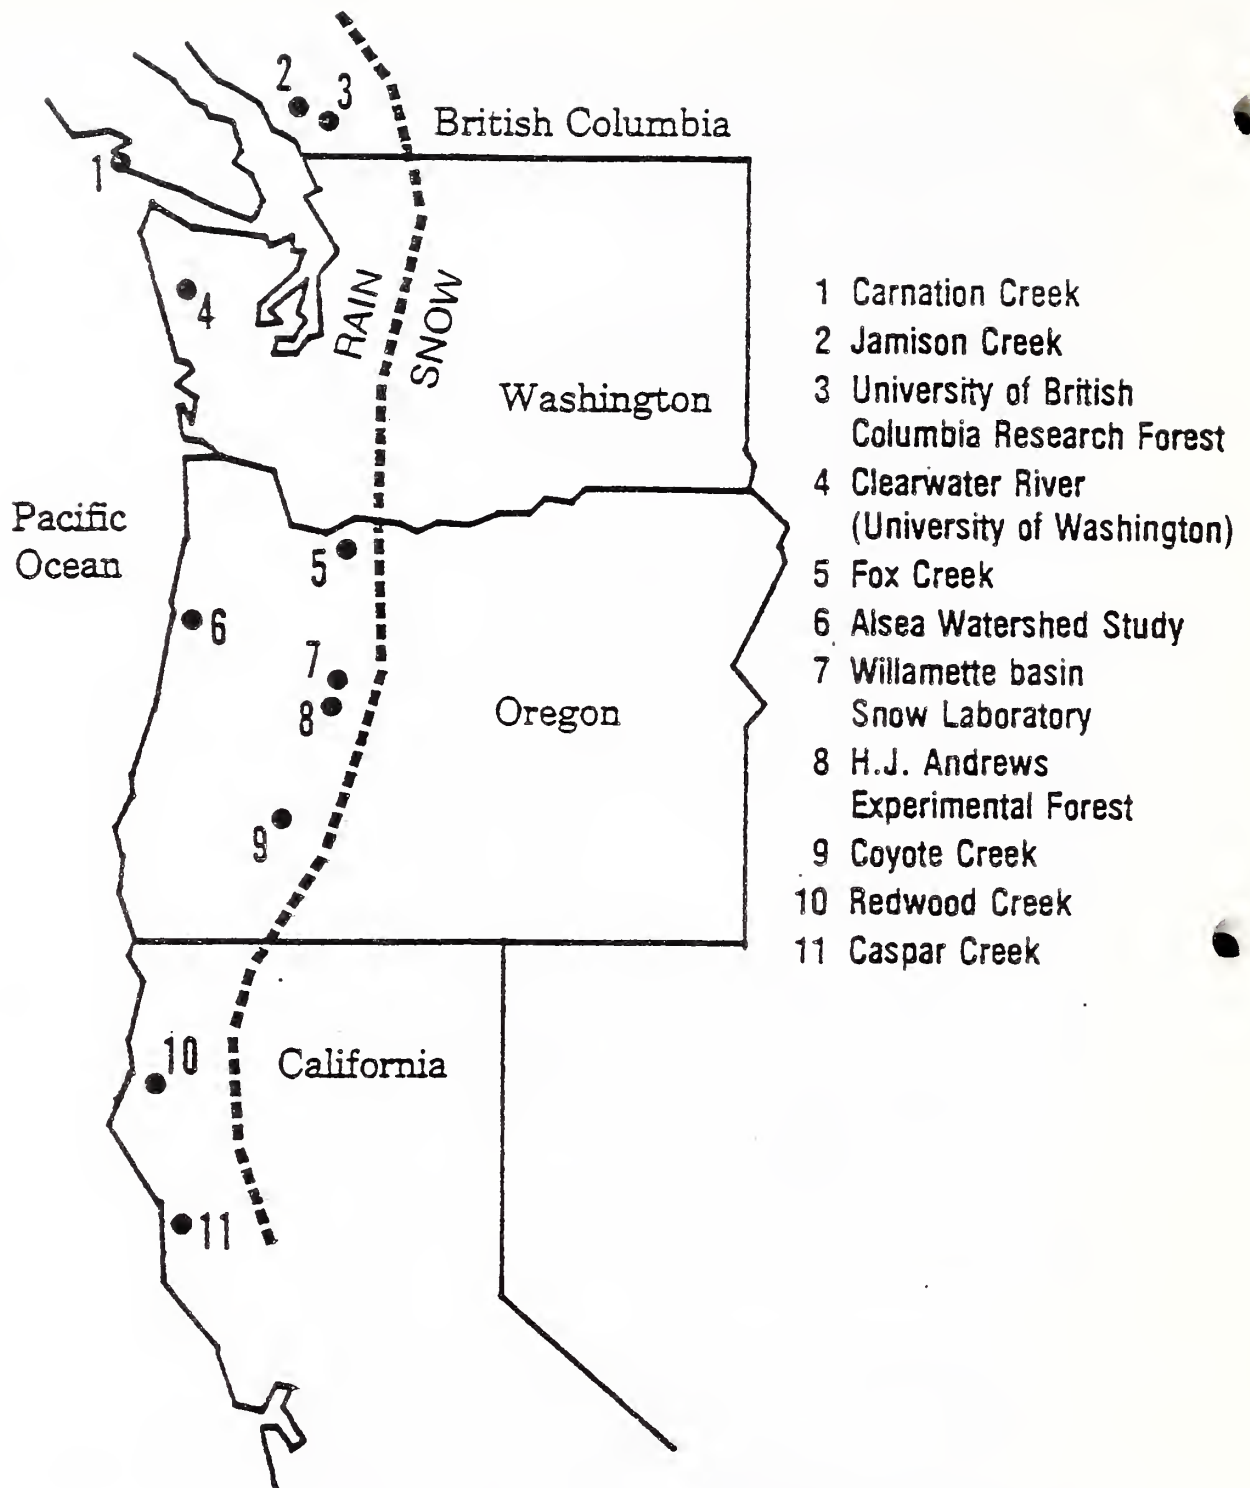 2
3
British Columbia
1
RAIN
SNOW
4
Washington
Pacific
Ocean
5
6
7
8
Oregon
9
10
California
11
1 Carnation Creek
2 Jamison Creek
3 University of British
Columbia Research Forest
4 Clearwater River
(University of Washington)
5 Fox Creek
6 Alsea Watershed Study
7 Willamette basin
Snow Laboratory
8 H.J. Andrews
Experimental Forest
9 Coyote Creek
10 Redwood Creek
11 Caspar Creek